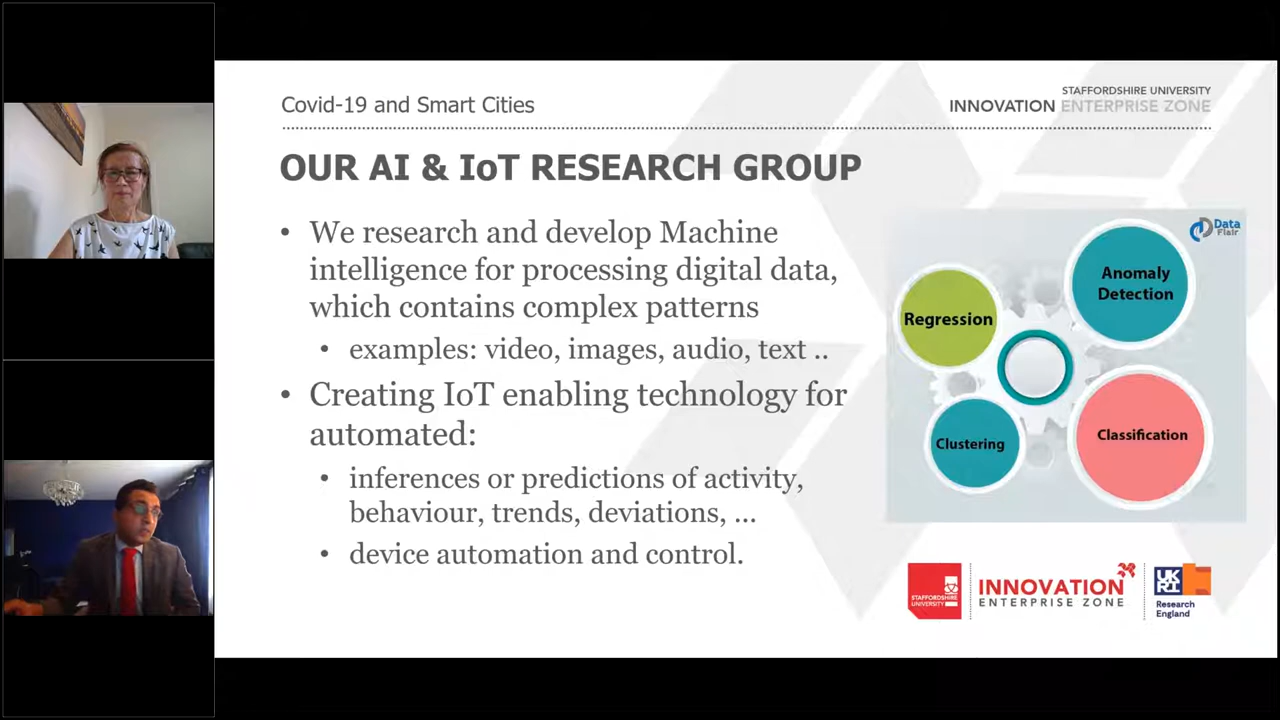 Covid-19 and Smart Cities
STAFFORDSHIRE UNIVERSITY
INNOVATION ENTERPRISE ZONE
OUR AI & IoT RESEARCH GROUP
• We research and develop Machine
intelligence for processing digital data,
which contains complex patterns
• examples: video, images, audio, text ..
• Creating IoT enabling technology for
automated:
• inferences or predictions of activity,
behaviour, trends, deviations, ...
• device automation and control.
Data
Flair
Anomaly
Detection
Regression
Clustering
Classification
STAFFORDSHIRE
UNIVERSITY
INNOVATION
ENTERPRISE ZONE
UK
RI
Research
England